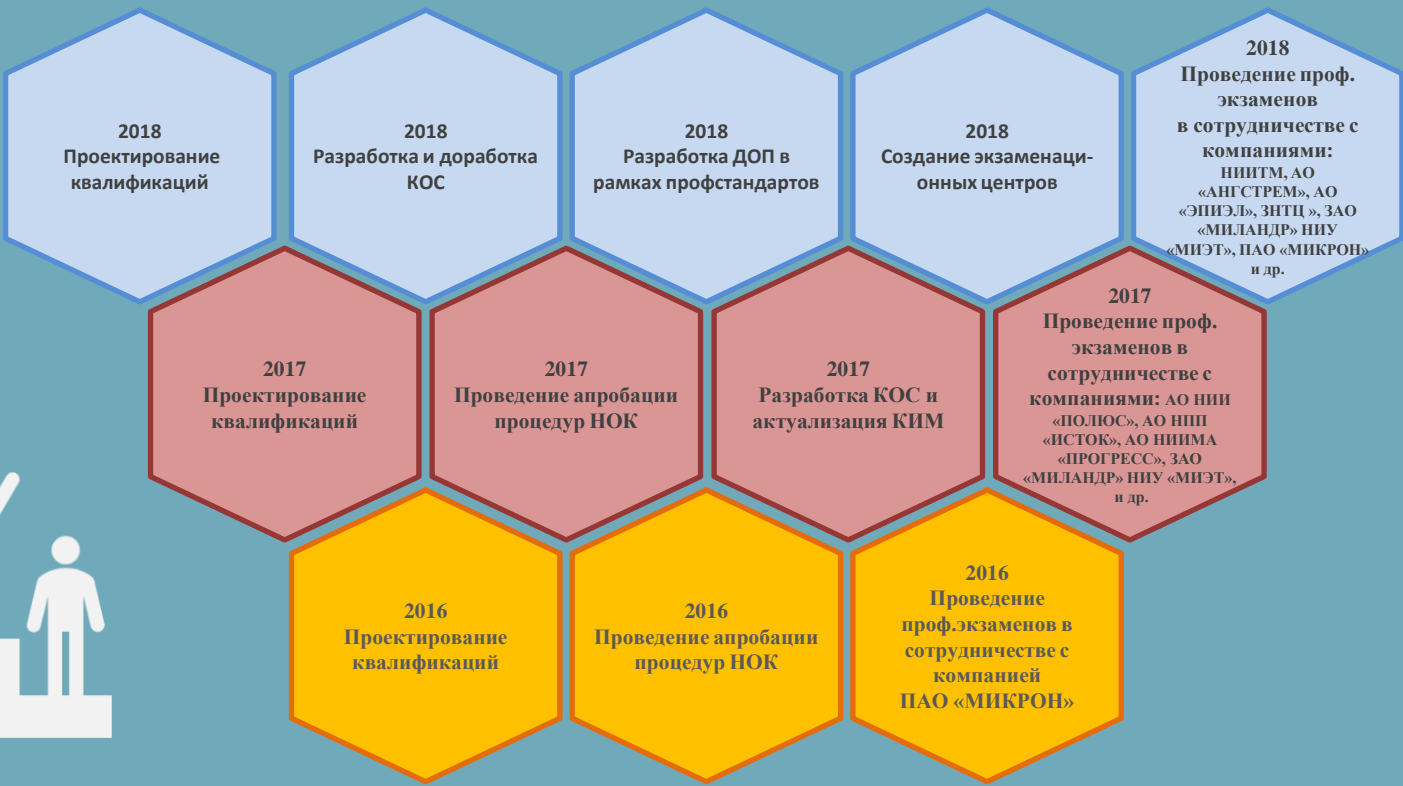 2018
Проектирование
квалификаций
2018
Разработка и доработка
КОС
2018
Разработка ДОП в
рамках профстандартов
2018
Создание экзаменаци-
онных центров
2018
Проведение проф.
экзаменов
в сотрудничестве с
компаниями:
НИИТМ, АО
«АНГСТРЕМ», АО
«ЭПИЭЛ», ЗНТЦ », ЗАО
«МИЛАНДР» НИУ
«МИЭТ», ПАО «МИКРОН»
и др.
2017
Проектирование
квалификаций
2017
Проведение апробации
процедур НОК
2017
Разработка КОС и
актуализация КИМ
2017
Проведение проф.
экзаменов в
сотрудничестве с
компаниями: АО НИИ
«ПОЛЮС», АО НПП
«ИСТОК», АО НИИМА
«ПРОГРЕСС», ЗАО
«МИЛАНДР» НИУ «МИЭТ»,
и др.
2016
Проектирование
квалификаций
2016
Проведение апробации
процедур НОК
2016
Проведение
проф.экзаменов в
сотрудничестве с
компанией
ПАО «МИКРОН»